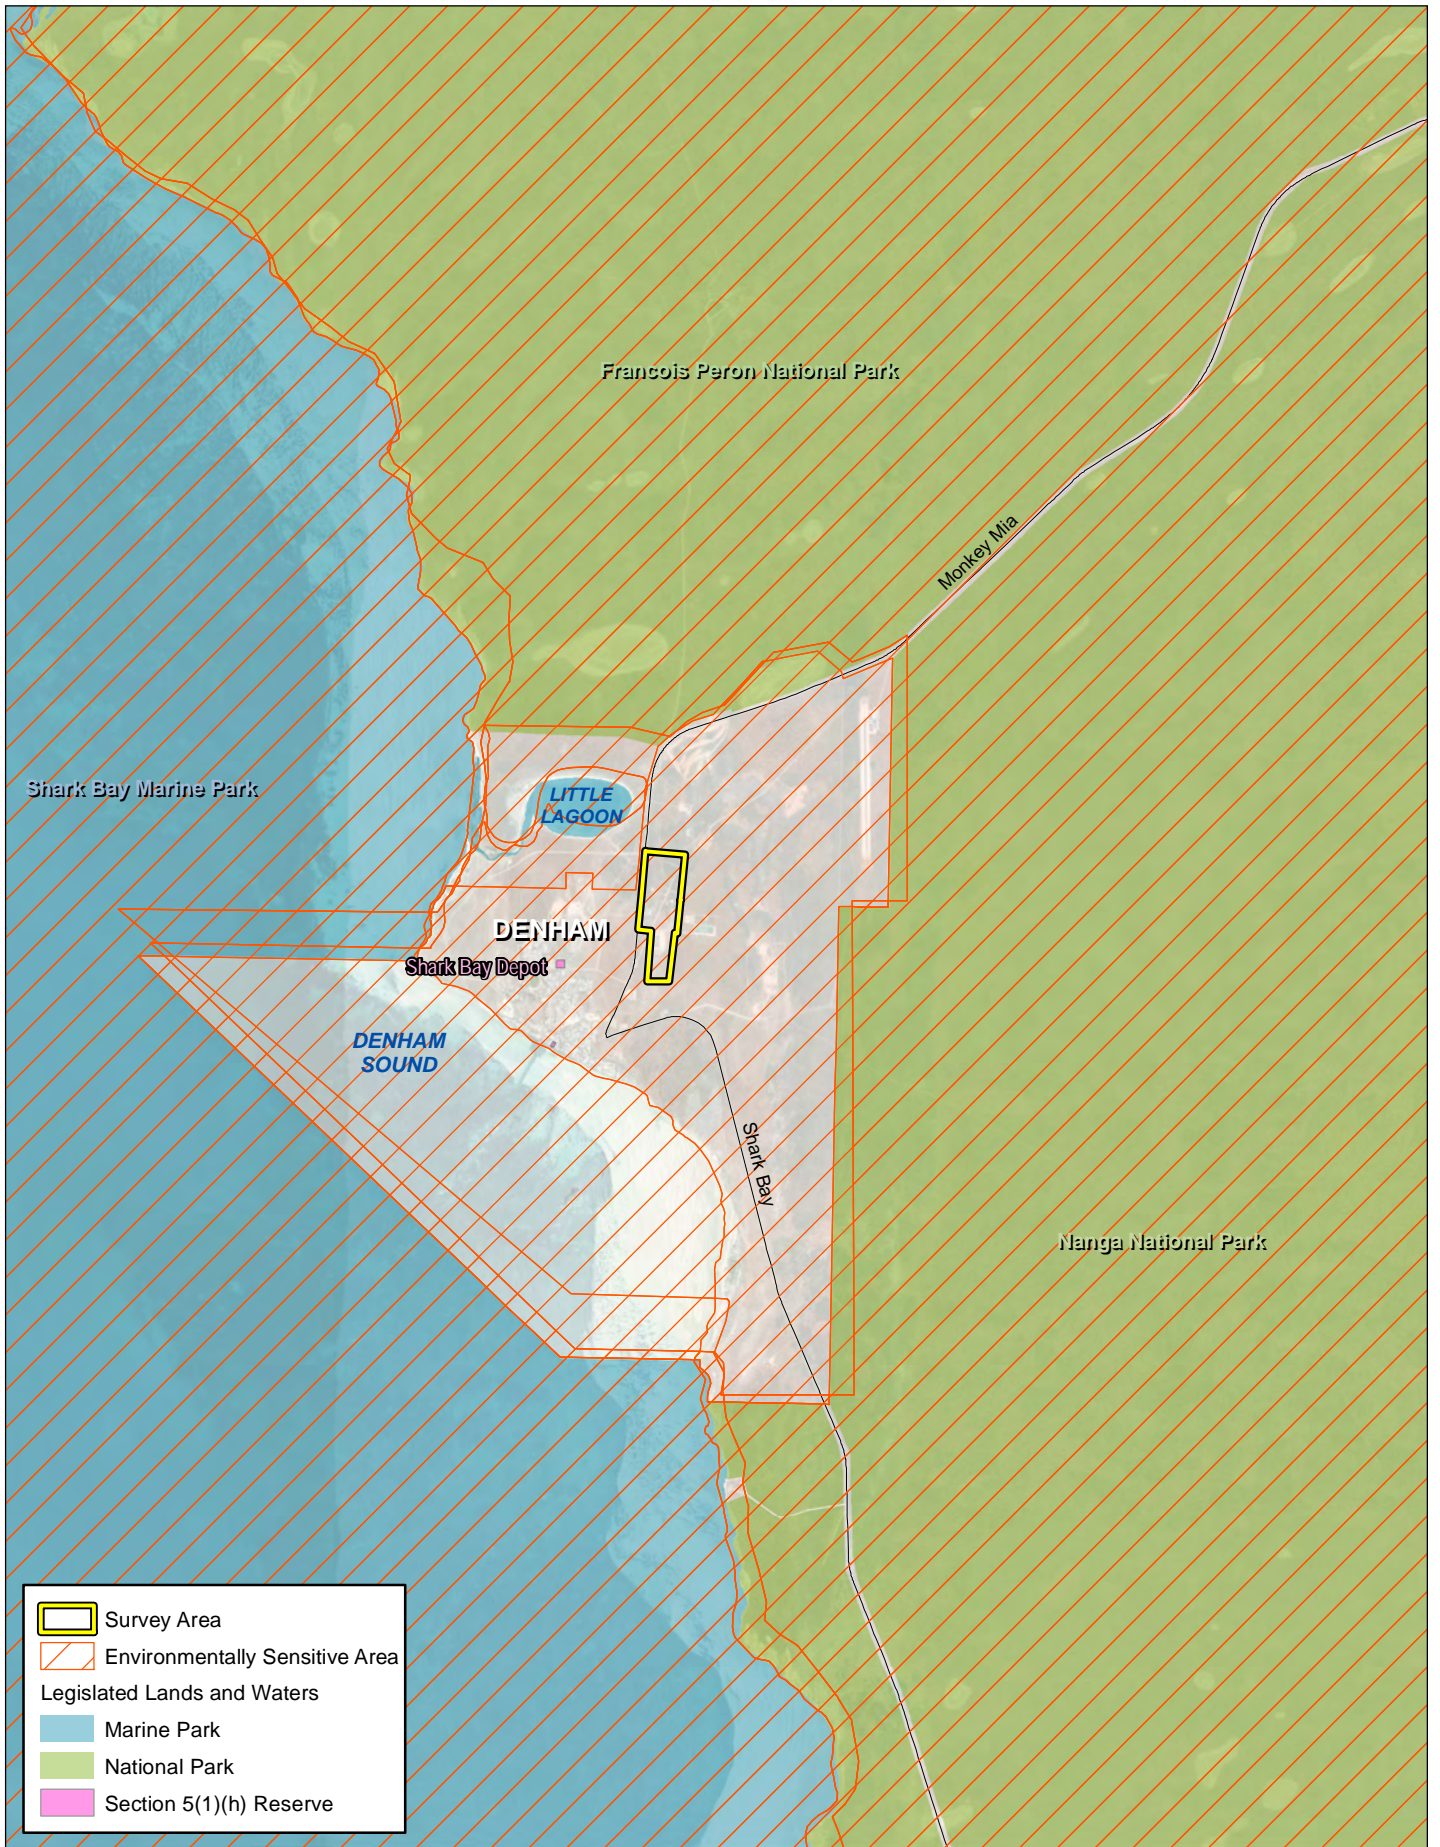 Francois Peron National Park
Monkey Mia
Shark Bay Marine Park
LITTLE
LAGOON
DENHAM
Shark Bay Depot
DENHAM
SOUND
Shark Bay
Nanga National Park
Survey Area
Environmentally Sensitive Area
Legislated Lands and Waters
Marine Park
National Park
Section 5(1)(h) Reserve